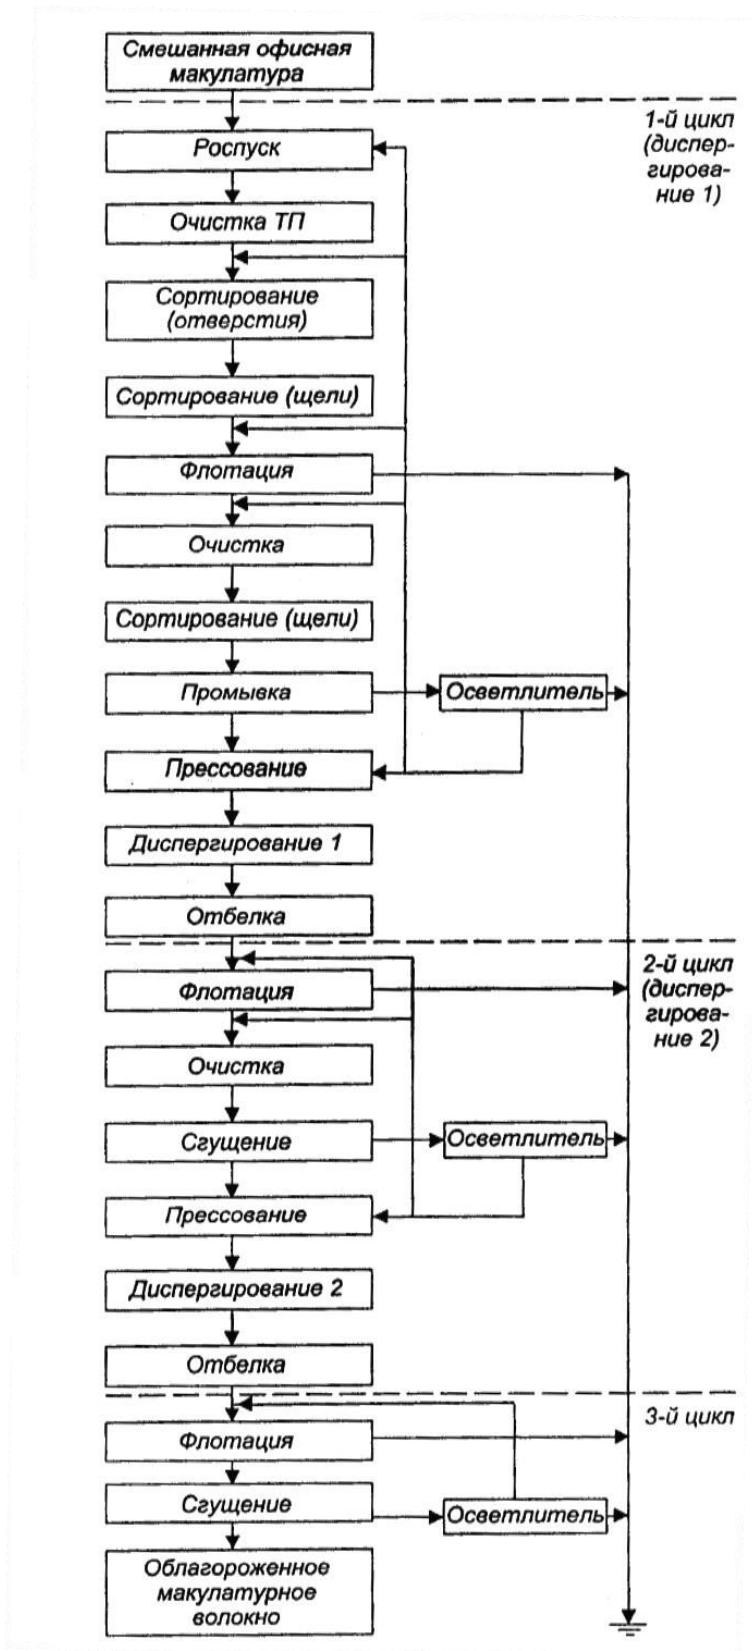 Смешанная офисная
макулатура
1-й цикл
(диспер-
гирова-
ние 1)
Роспуск
Очистка ТП
Сортирование
(отверстия)
Сортирование (щели)
Флотация
Очистка
Сортирование (щели)
Промывка
Осветлитель
Прессование
Диспергирование 1
Отбелка
2-й цикл
(диспер-
гирова-
ние 2)
Флотация
Очистка
Сгущение
Осветлитель
Прессование
Диспергирование 2
Отбелка
3-й цикл
Флотация
Сгущение
Осветлитель
Облагороженное
макулатурное
волокно